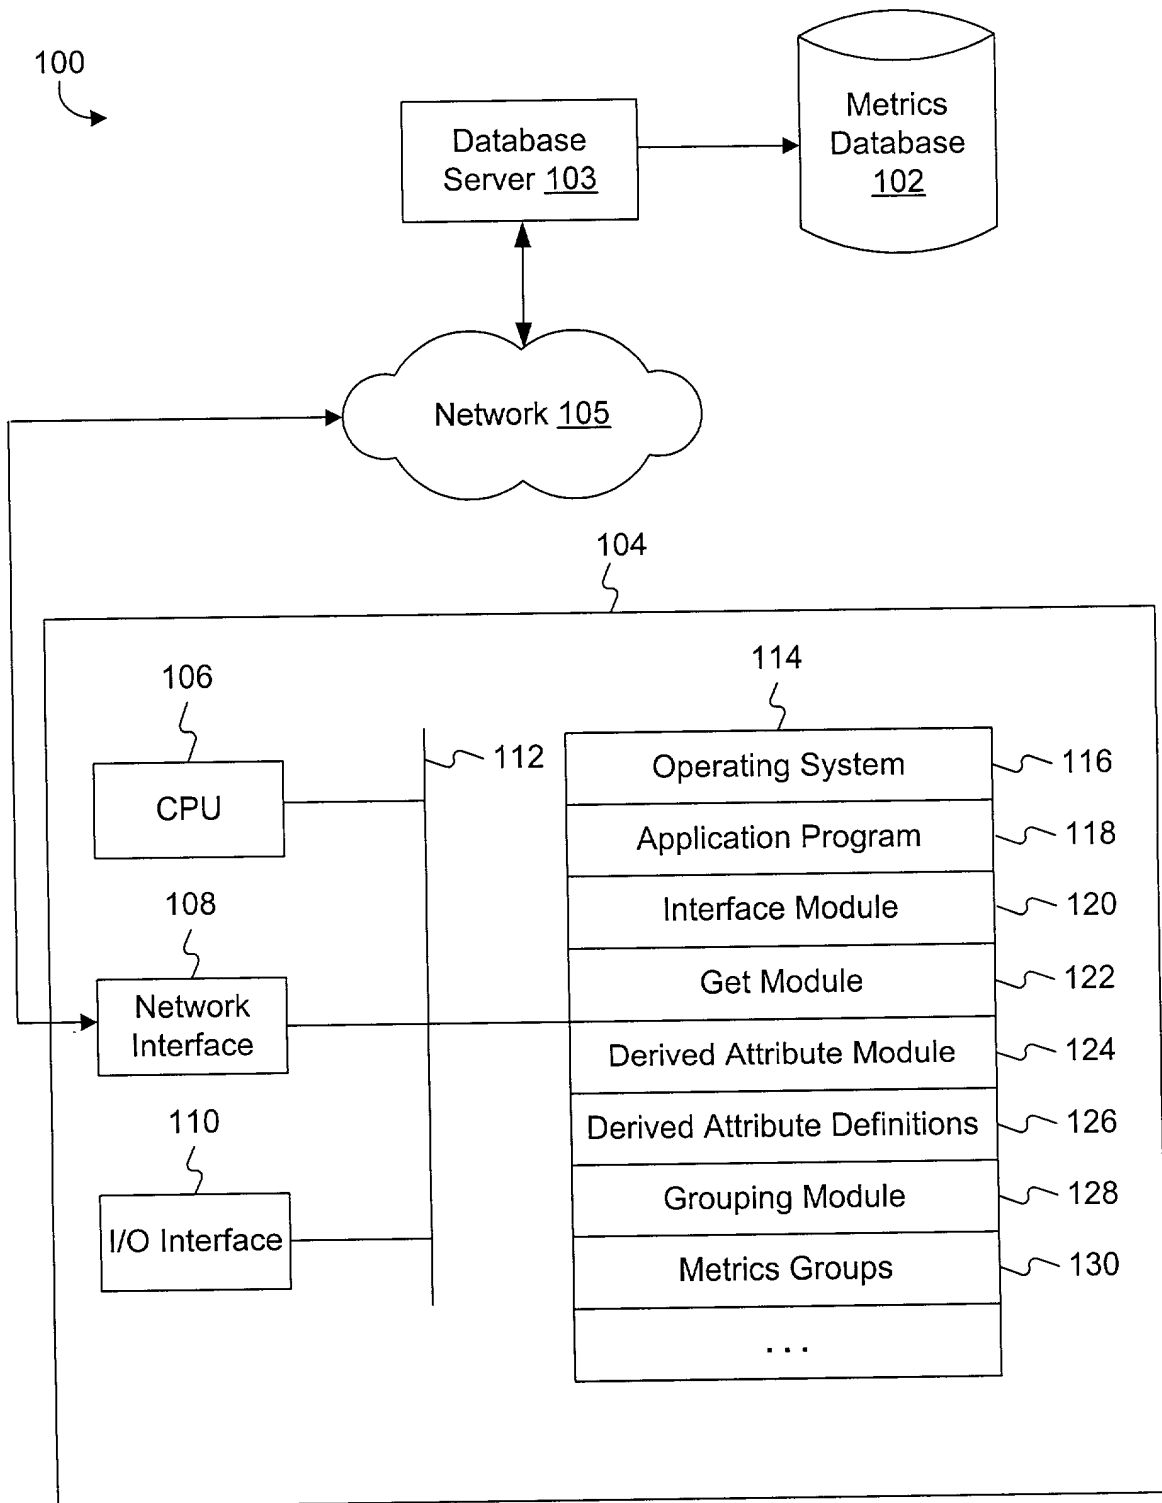 100
Database
Server 103
Metrics
Database
102
Network 105
104
106
CPU
108
Network
Interface
110
I/O Interface
112
114
Operating System
116
Application Program
118
Interface Module
120
Get Module
122
Derived Attribute Module
124
Derived Attribute Definitions
126
Grouping Module
128
Metrics Groups
130
...